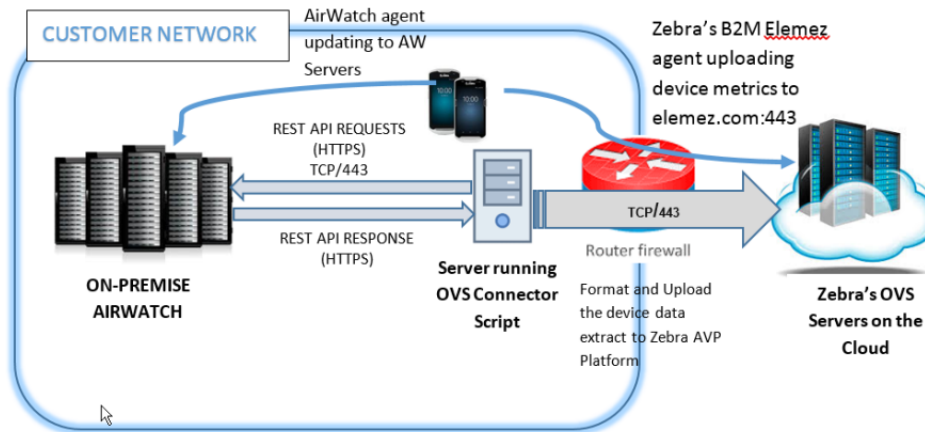 CUSTOMER NETWORK
AirWatch agent
updating to AW
Servers
Zebra's B2M Elemez
agent uploading
device metrics to
elemez.com:443
REST API REQUESTS
(HTTPS)
TCP/443
REST API RESPONSE
(HTTPS)
TCP/443
Router firewall
ON-PREMISE
AIRWATCH
Server running
OVS Connector
Script
Format and Upload
the device data
extract to Zebra AVP
Platform
Zebra's OVS
Servers on the
Cloud